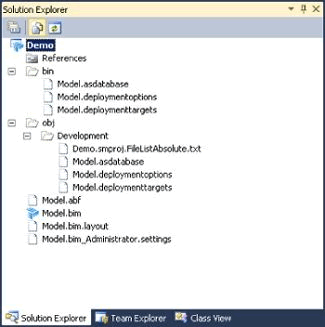 Solution Explorer
Demo
References
bin
Model.asdatabase
Model.deploymentoptions
Model.deploymenttargets
obj
Development
Demo.smproj.FileListAbsolute.txt
Model.asdatabase
Model.deploymentoptions
Model.deploymenttargets
Model.abf
Model.bim
Model.bim.layout
Model.bim_Administrator.settings
Solution Explorer Team Explorer Class View